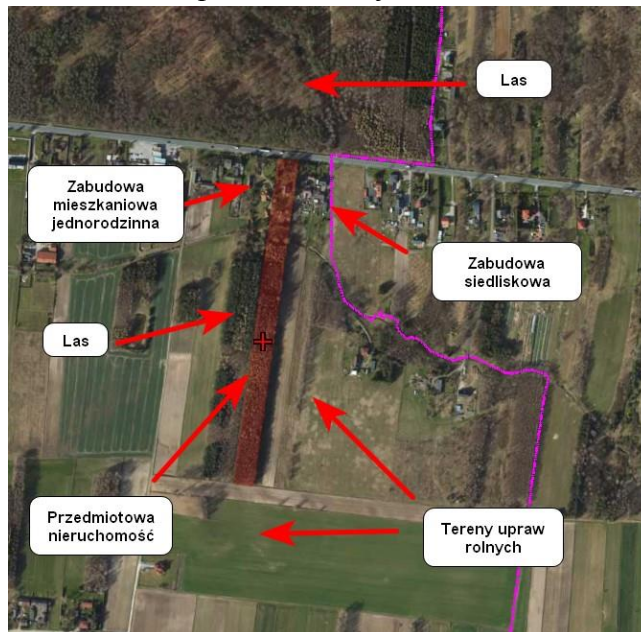 Las
Zabudowa
mieszkaniowa
jednorodzinna
Zabudowa
siedliskowa
Las
Przedmiotowa
nieruchomość
Tereny upraw
rolnych